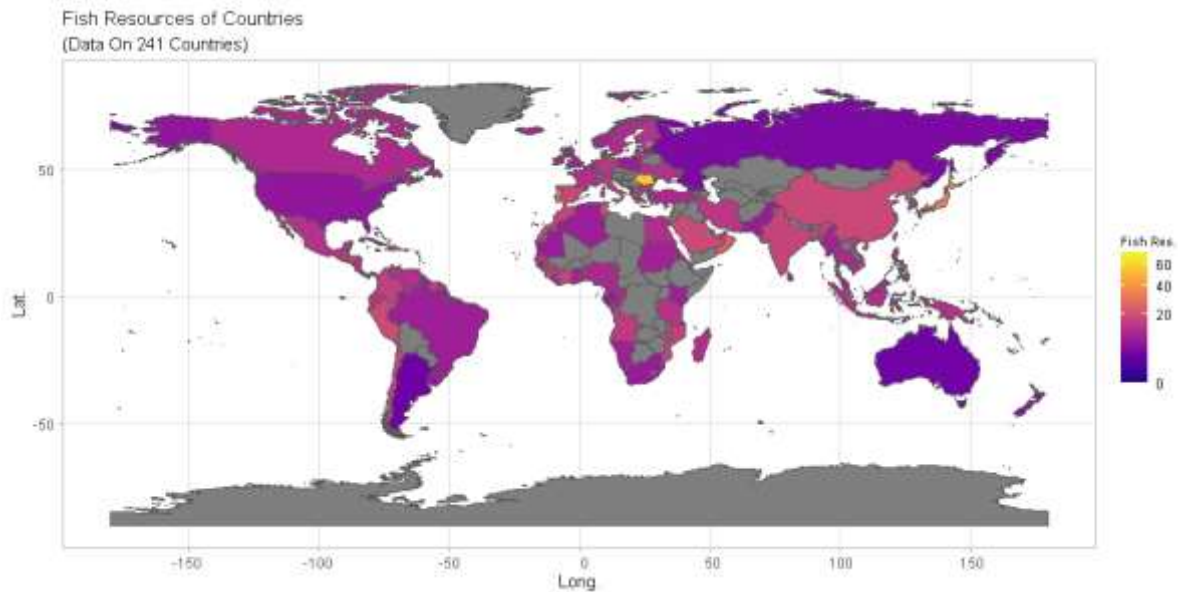 Fish Resources of Countries
(Data On 241 Countries)
50
0
-50
Lat.
-150
-100
-50
0
50
100
150
Long.
Fish Res.
60
40
20
0